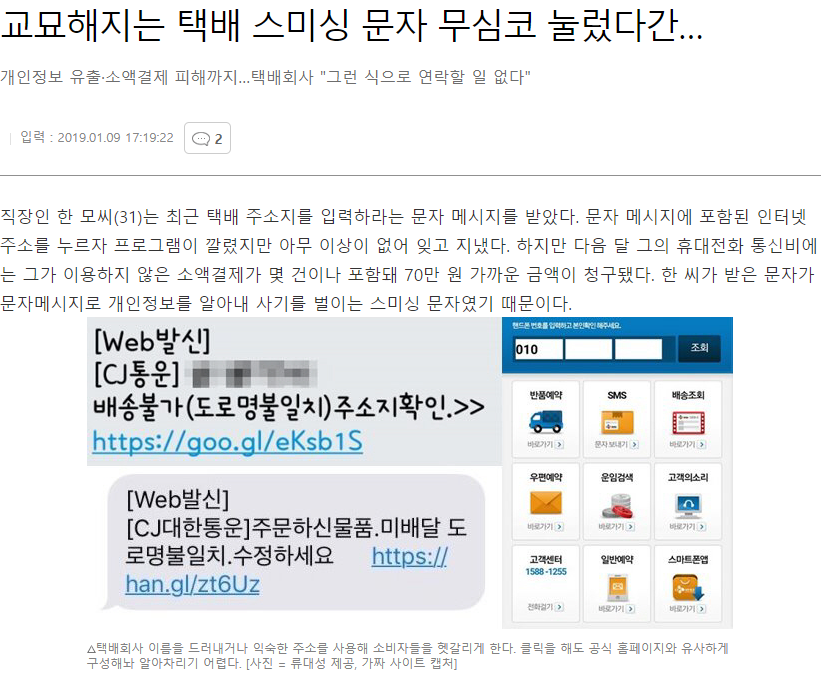 교묘해지는 택배 스미싱 문자 무심코 눌렀다간...
개인정보 유출·소액결제 피해까지...택배회사 "그런 식으로 연락할 일 없다"
입력 : 2019.01.09 17:19:22 2
직장인 한 모씨(31)는 최근 택배 주소지를 입력하라는 문자 메시지를 받았다. 문자 메시지에 포함된 인터넷
주소를 누르자 프로그램이 깔렸지만 아무 이상이 없어 잊고 지냈다. 하지만 다음 달 그의 휴대전화 통신비에
는 그가 이용하지 않은 소액결제가 몇 건이나 포함돼 70만 원 가까운 금액이 청구됐다. 한 씨가 받은 문자가
문자메시지로 개인정보를 알아내 사기를 벌이는 스미싱 문자였기 때문이다.
[Web발신]
[CJ통운]
배송불가(도로명불일치)주소지확인.>>
https://goo.gl/eKsb1S
[Web발신]
[CJ대한통운]주문하신물품.미배달 도
로명불일치.수정하세요 https://
han.gl/zt6Uz
핸드폰 번호를 입력하고 본인확인 해주세요.
010 조회
반품예약 SMS 배송조회
바로가기 문자 보내기 바로가기
우편예약 운임검색 고객의소리
바로가기 바로가기 바로가기
고객센터 일반예약 스마트폰앱
1588 -1255
전화걸기 바로가기 바로가기
△택배회사 이름을 드러내거나 익숙한 주소를 사용해 소비자들을 헷갈리게 한다. 클릭을 해도 공식 홈페이지와 유사하게
구성해놔 알아차리기 어렵다. [사진 = 류대성 제공, 가짜 사이트 캡처]